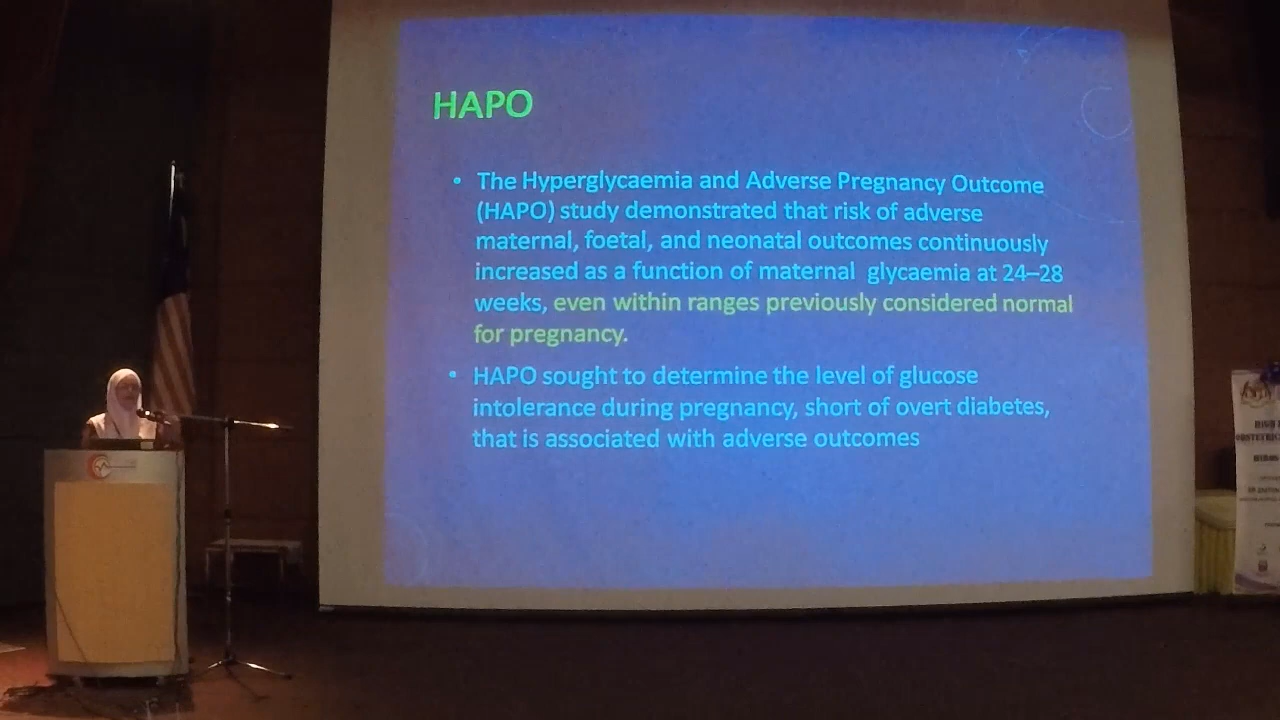 HAPO
• The Hyperglycaemia and Adverse Pregnancy Outcome
(HAPO) study demonstrated that risk of adverse
maternal, foetal, and neonatal outcomes continuously
increased as a function of maternal glycaemia at 24–28
weeks, even within ranges previously considered normal
for pregnancy.
• HAPO sought to determine the level of glucose
intolerance during pregnancy, short of overt diabetes,
that is associated with adverse outcomes